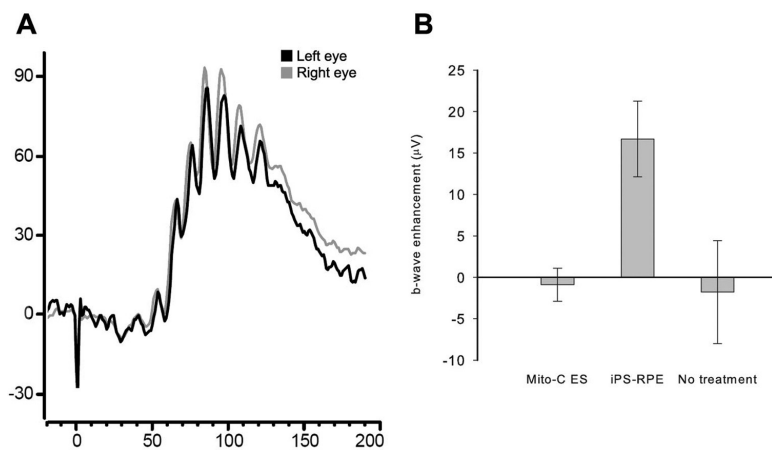 A
Left eye
Right eye
90
60
30
0
-30
0 50 100 150 200
B
b-wave enhancement (µV)
25
20
15
10
5
0
-5
-10
Mito-C ES iPS-RPE No treatment